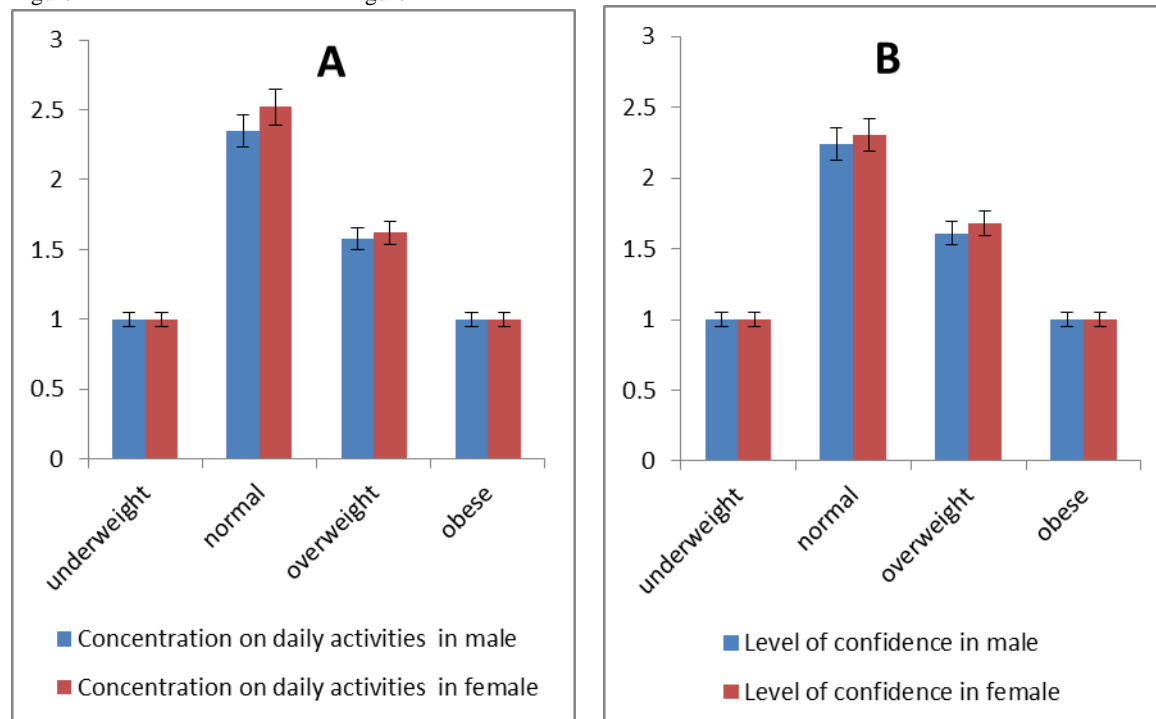 A
3
2.5
2
1.5
1
0.5
0
underweight
normal
overweight
obese
Concentration on daily activities in male
Concentration on daily activities in female
B
3
2.5
2
1.5
1
0.5
0
underweight
normal
overweight
obese
Level of confidence in male
Level of confidence in female